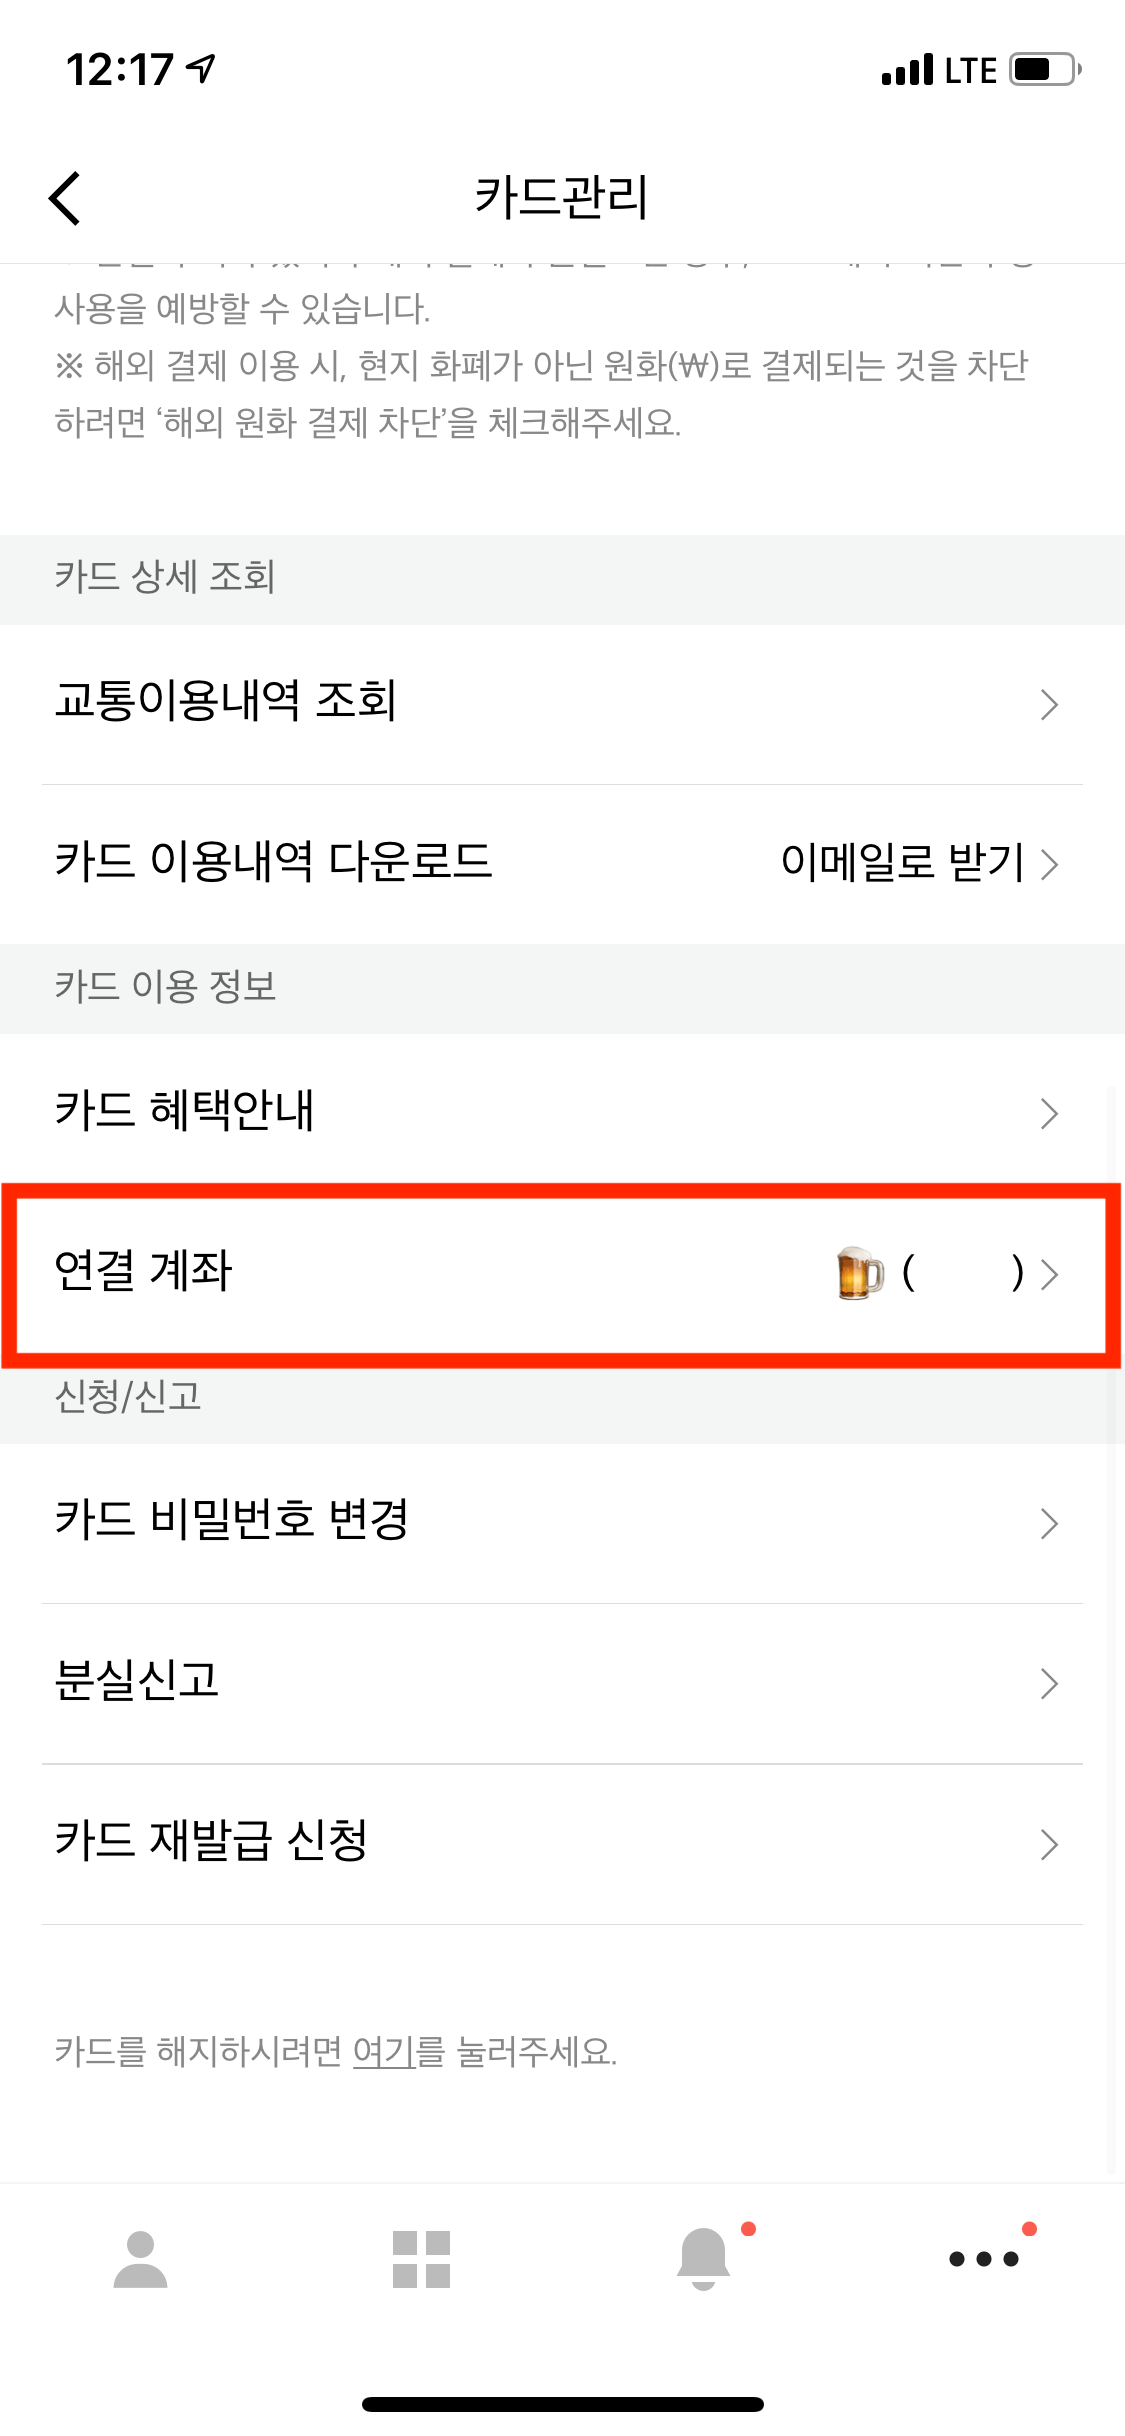 12:17
LTE
카드관리
사용을 예방할 수 있습니다.
※ 해외 결제 이용 시, 현지 화폐가 아닌 원화(₩)로 결제되는 것을 차단
하려면 ‘해외 원화 결제 차단’을 체크해주세요.
카드 상세 조회
교통이용내역 조회
카드 이용내역 다운로드 이메일로 받기
카드 이용 정보
카드 혜택안내
연결 계좌 🍺 ( )
신청/신고
카드 비밀번호 변경
분실신고
카드 재발급 신청
카드를 해지하시려면 여기를 눌러주세요.